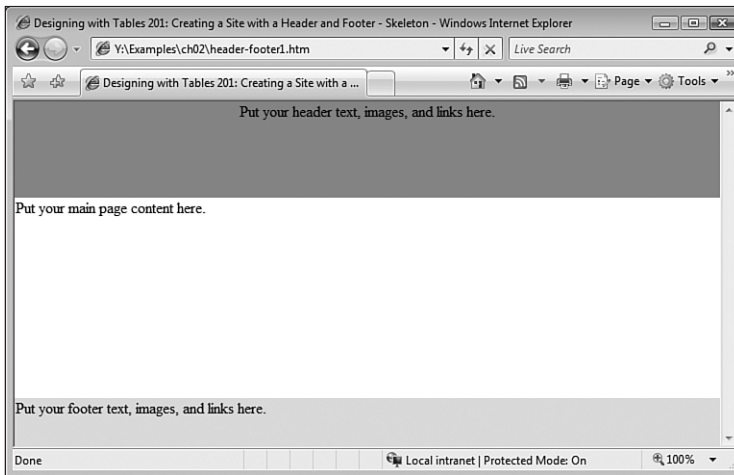 Designing with Tables 201: Creating a Site with a Header and Footer - Skeleton - Windows Internet Explorer
Y:\Examples\ch02\header-footer1.htm
Live Search
Designing with Tables 201: Creating a Site with a ...
Page
Tools
Put your header text, images, and links here.
Put your main page content here.
Put your footer text, images, and links here.
Done
Local intranet | Protected Mode: On
100%